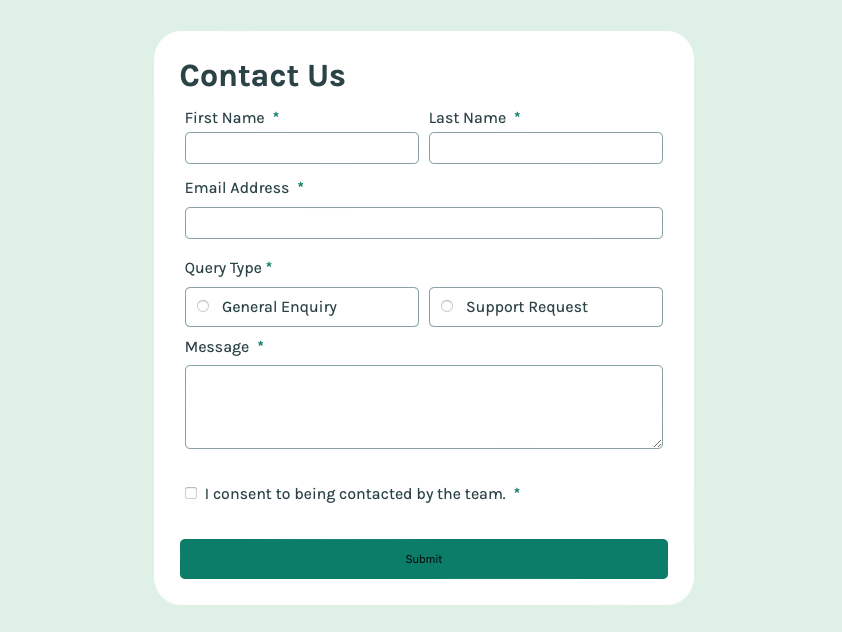 Contact Us
First Name *  Last Name *
Email Address *
Query Type *
General Enquiry  Support Request
Message *
I consent to being contacted by the team. *
Submit